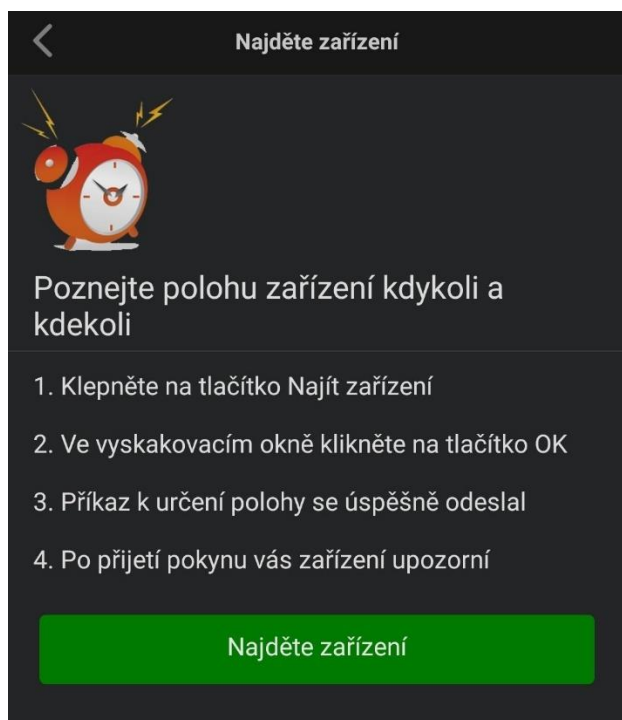 Najděte zařízení
Poznejte polohu zařízení kdykoli a
kdekoli
1. Klepněte na tlačítko Najít zařízení
2. Ve vyskakovacím okně klikněte na tlačítko OK
3. Příkaz k určení polohy se úspěšně odeslal
4. Po přijetí pokynu vás zařízení upozorní
Najděte zařízení